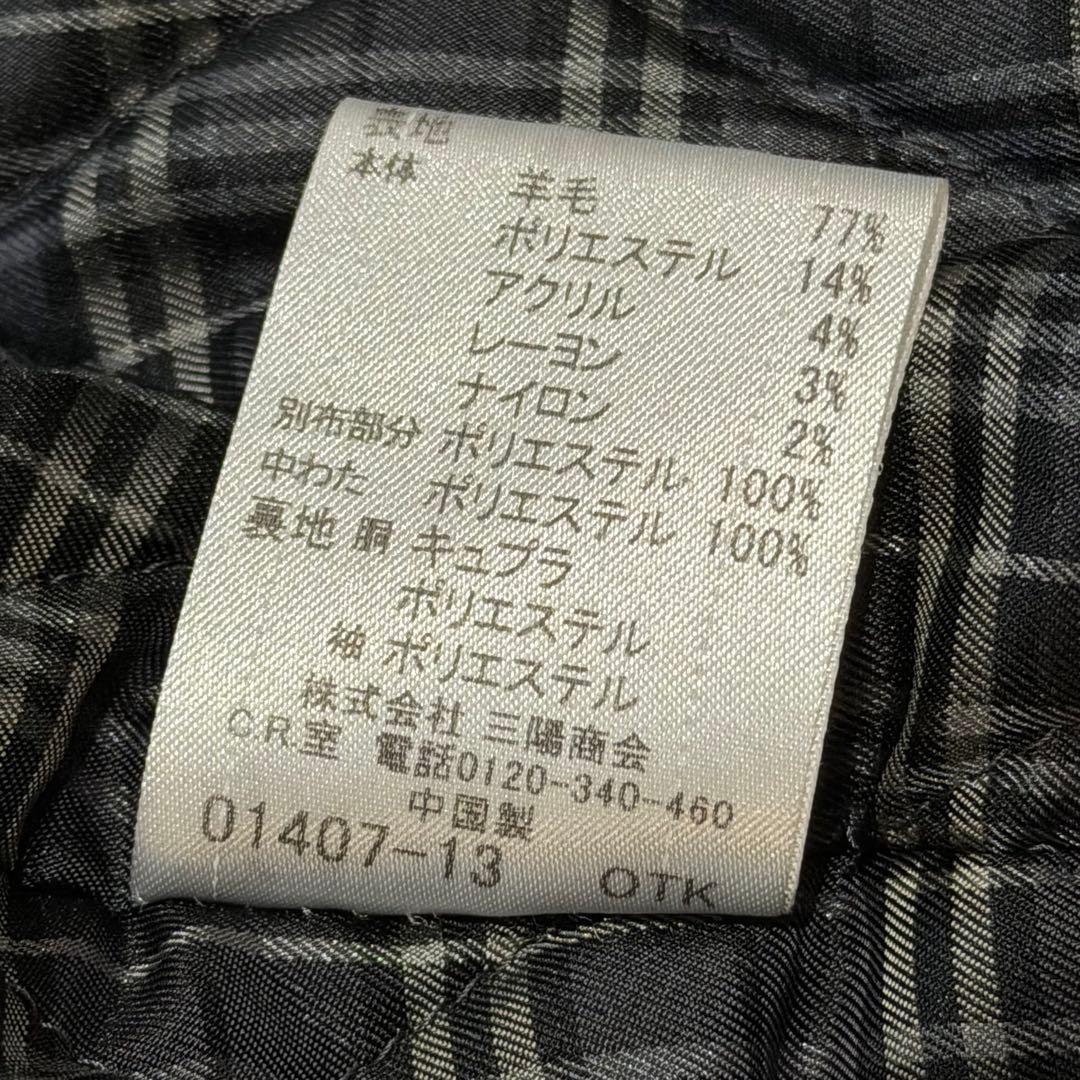 表地
本体 羊毛 77%
ポリエステル 14%
アクリル 4%
レーヨン 3%
ナイロン 2%
別布部分 ポリエステル 100%
中わた ポリエステル 100%
裏地 胴 キュプラ
ポリエステル
袖 ポリエステル
株式会社 三陽商会
CR室 電話0120-340-460
中国製
01407-13 OTK